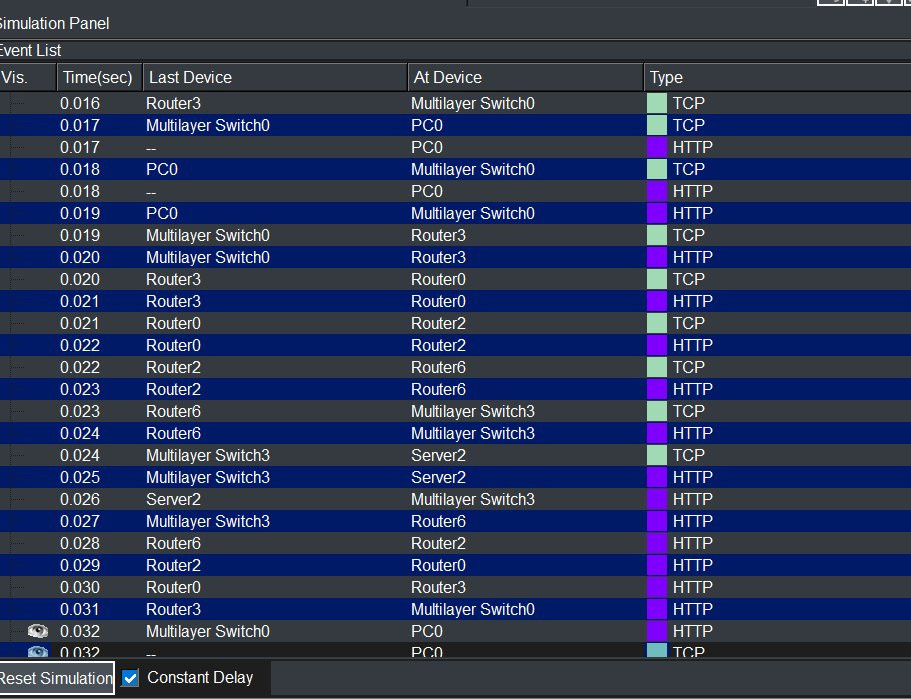 Simulation Panel
Event List
Vis. Time(sec) Last Device At Device Type
0.016 Router3 Multilayer Switch0 TCP
0.017 Multilayer Switch0 PC0 TCP
0.017 -- PC0 HTTP
0.018 PC0 Multilayer Switch0 TCP
0.018 -- PC0 HTTP
0.019 PC0 Multilayer Switch0 HTTP
0.019 Multilayer Switch0 Router3 TCP
0.020 Multilayer Switch0 Router3 HTTP
0.020 Router3 Router0 TCP
0.021 Router3 Router0 HTTP
0.021 Router0 Router2 TCP
0.022 Router0 Router2 HTTP
0.022 Router2 Router6 TCP
0.023 Router2 Router6 HTTP
0.023 Router6 Multilayer Switch3 TCP
0.024 Router6 Multilayer Switch3 HTTP
0.024 Multilayer Switch3 Server2 TCP
0.025 Multilayer Switch3 Server2 HTTP
0.026 Server2 Multilayer Switch3 HTTP
0.027 Multilayer Switch3 Router6 HTTP
0.028 Router6 Router2 HTTP
0.029 Router2 Router0 HTTP
0.030 Router0 Router3 HTTP
0.031 Router3 Multilayer Switch0 HTTP
0.032 Multilayer Switch0 PC0 HTTP
0.032 -- PC0 TCP
Reset Simulation Constant Delay